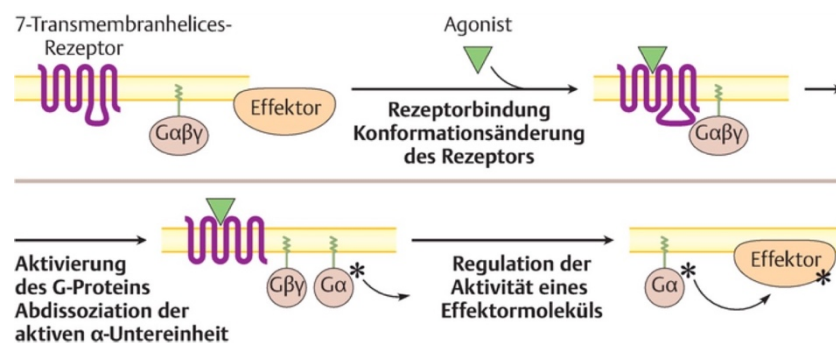 7-Transmembranhelices-
Rezeptor
Agonist
Effektor
Gαβγ
Rezeptorbindung
Konformationsänderung
des Rezeptors
Gαβγ
Aktivierung
des G-Proteins
Abdissoziation der
aktiven α-Untereinheit
Gβγ
Gα
*
Regulation der
Aktivität eines
Effektormoleküls
Gα
*
Effektor
*